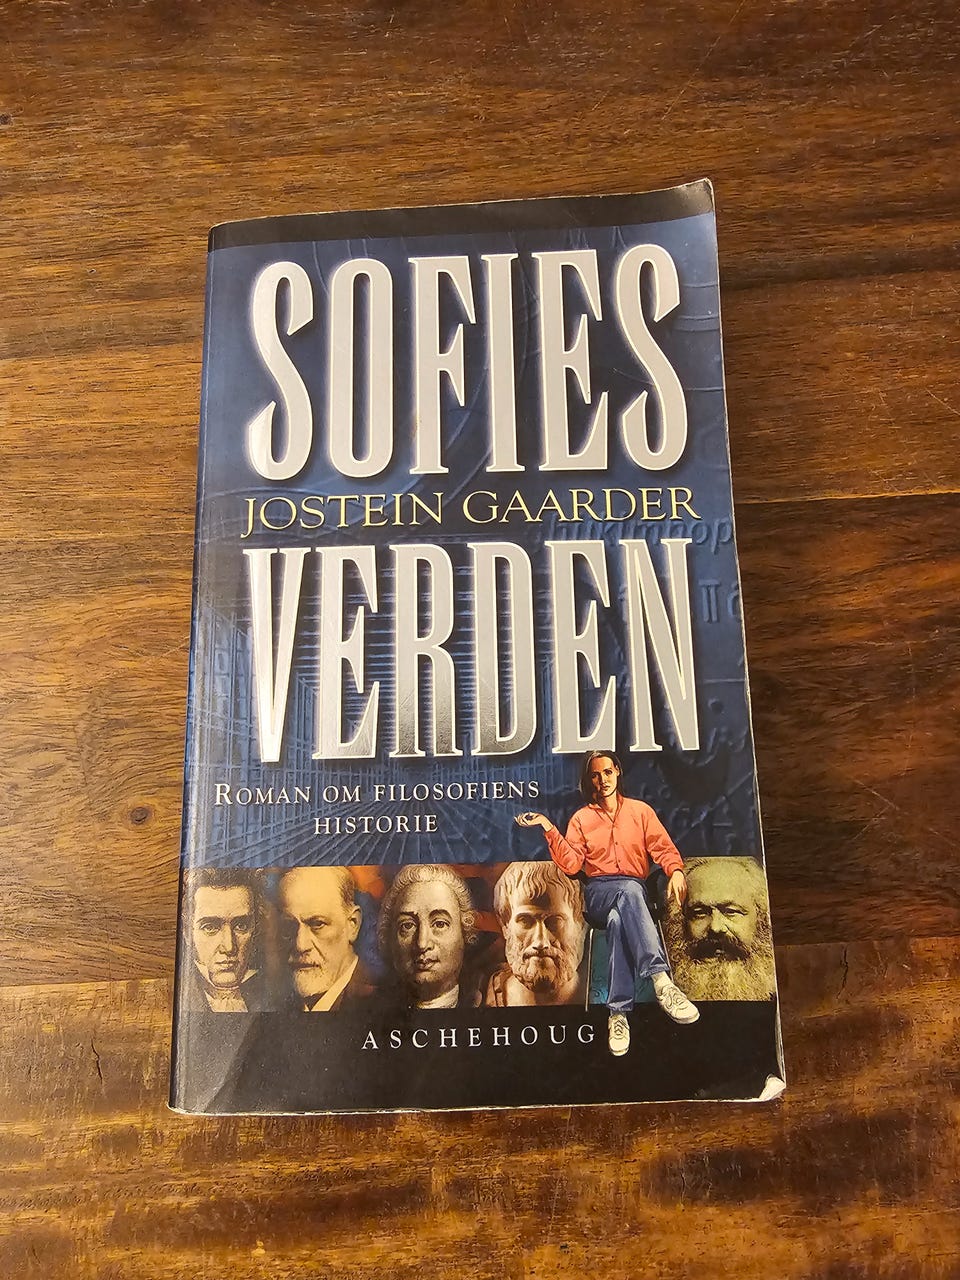 SOFIES
JOSTEIN GAARDER
VERDEN
ROMAN OM FILOSOFIENS
HISTORIE
ASCHEHOUG